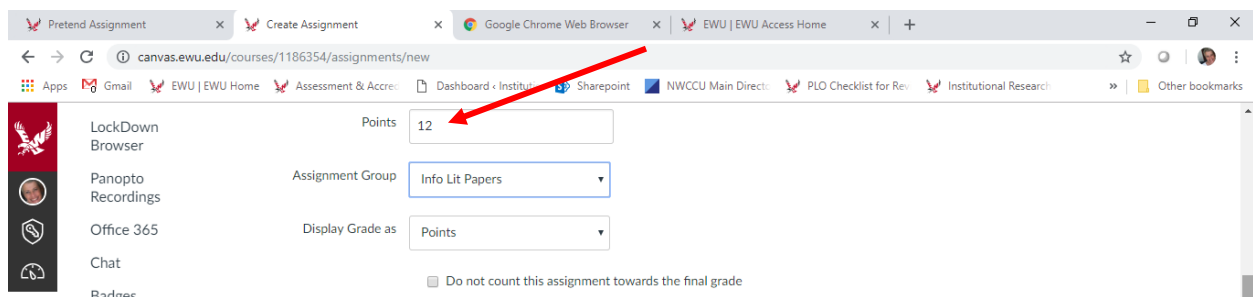 Pretend Assignment
Create Assignment
Google Chrome Web Browser
EWU | EWU Access Home
canvas.ewu.edu/courses/1186354/assignments/new
Apps Gmail EWU | EWU Home Assessment & Accred Dashboard ‹ Instituti Sharepoint NWCCU Main Directo PLO Checklist for Rev Institutional Research » Other bookmarks
LockDown
Browser
Points 12
Panopto
Recordings
Assignment Group Info Lit Papers
Office 365
Display Grade as Points
Chat
Do not count this assignment towards the final grade
Badges